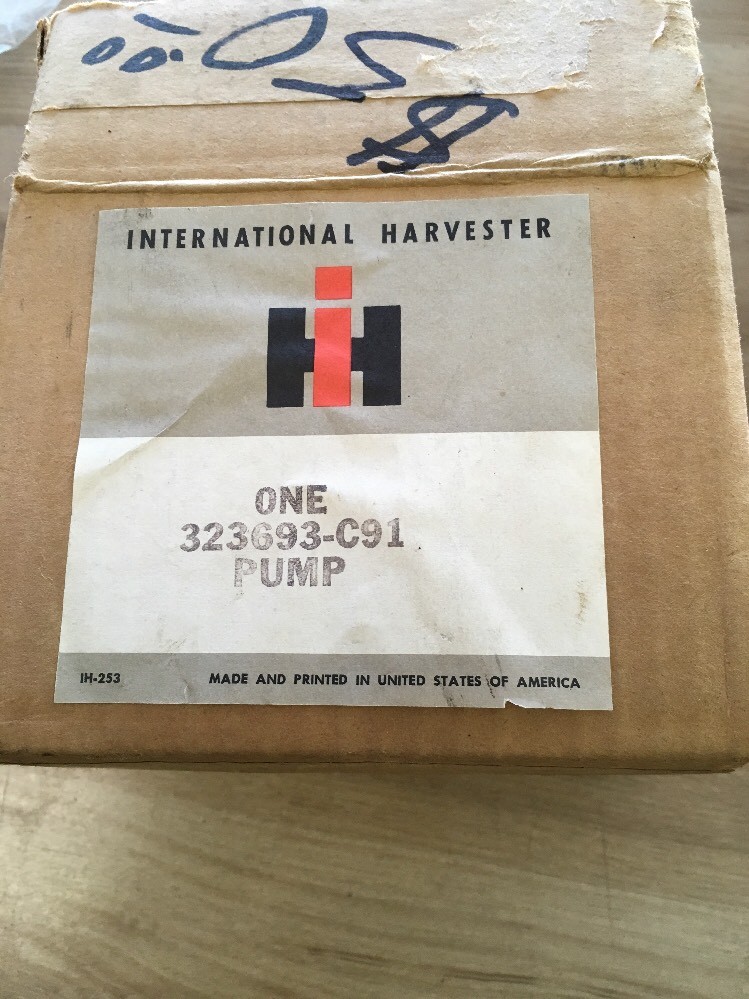 $50.00
INTERNATIONAL HARVESTER
IH
ONE
323693-C91
PUMP
IH-253 MADE AND PRINTED IN UNITED STATES OF AMERICA